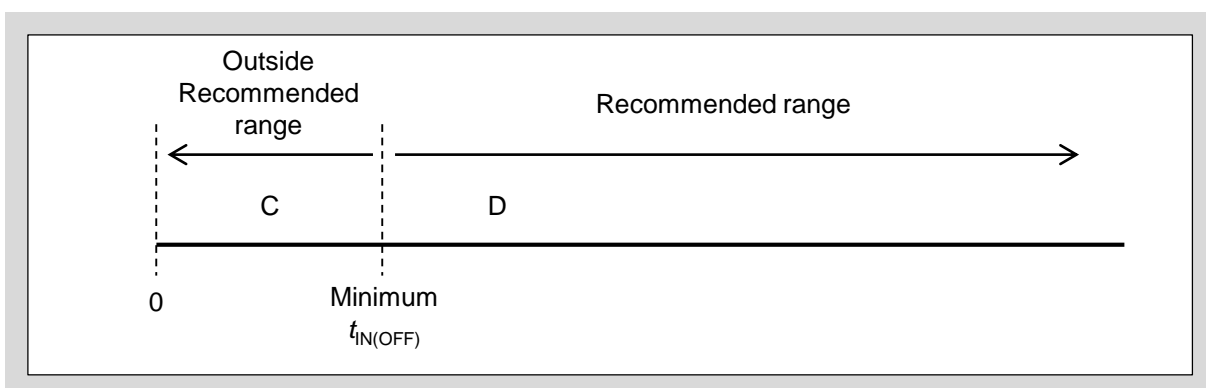 Outside
Recommended
range
Recommended range
C
D
0
Minimum
tIN(OFF)